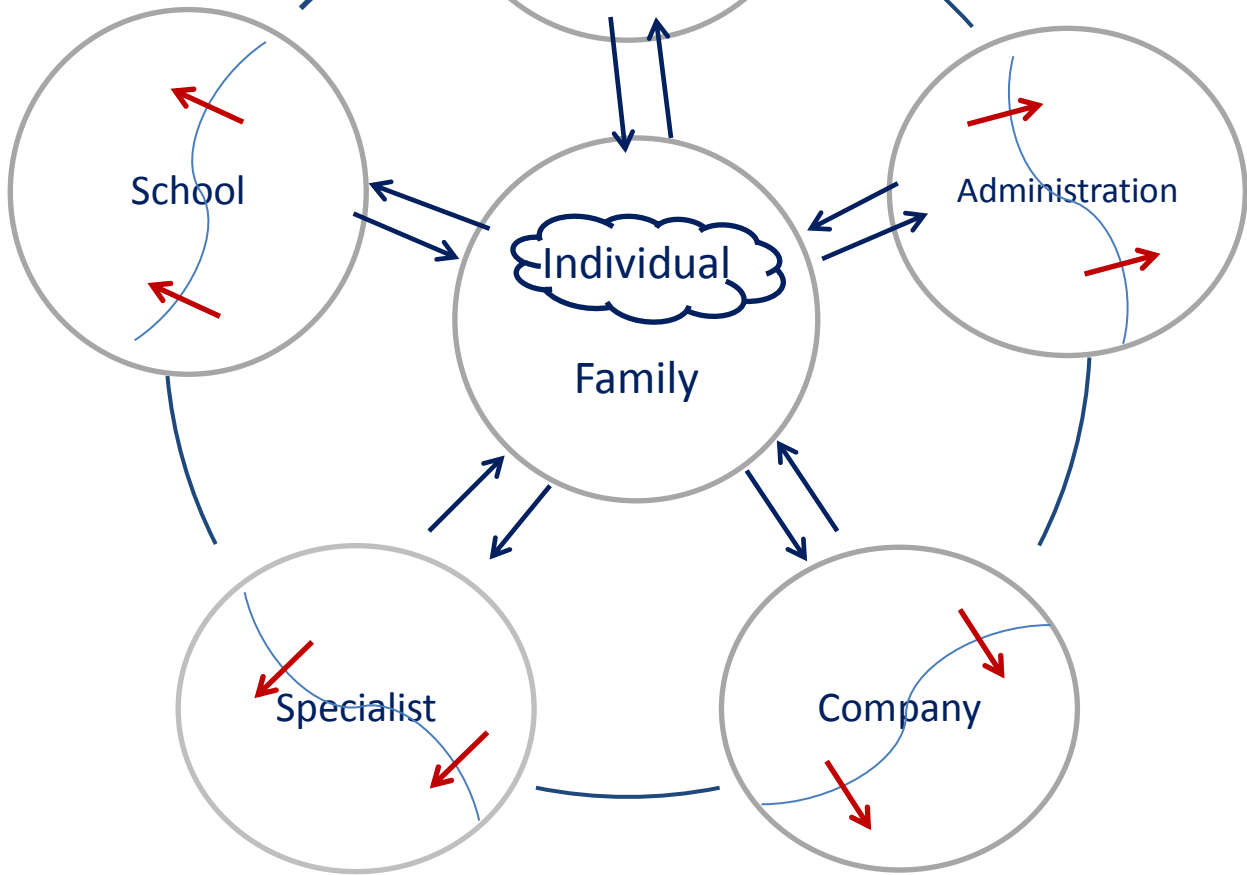 School
Administration
Individual
Family
Specialist
Company